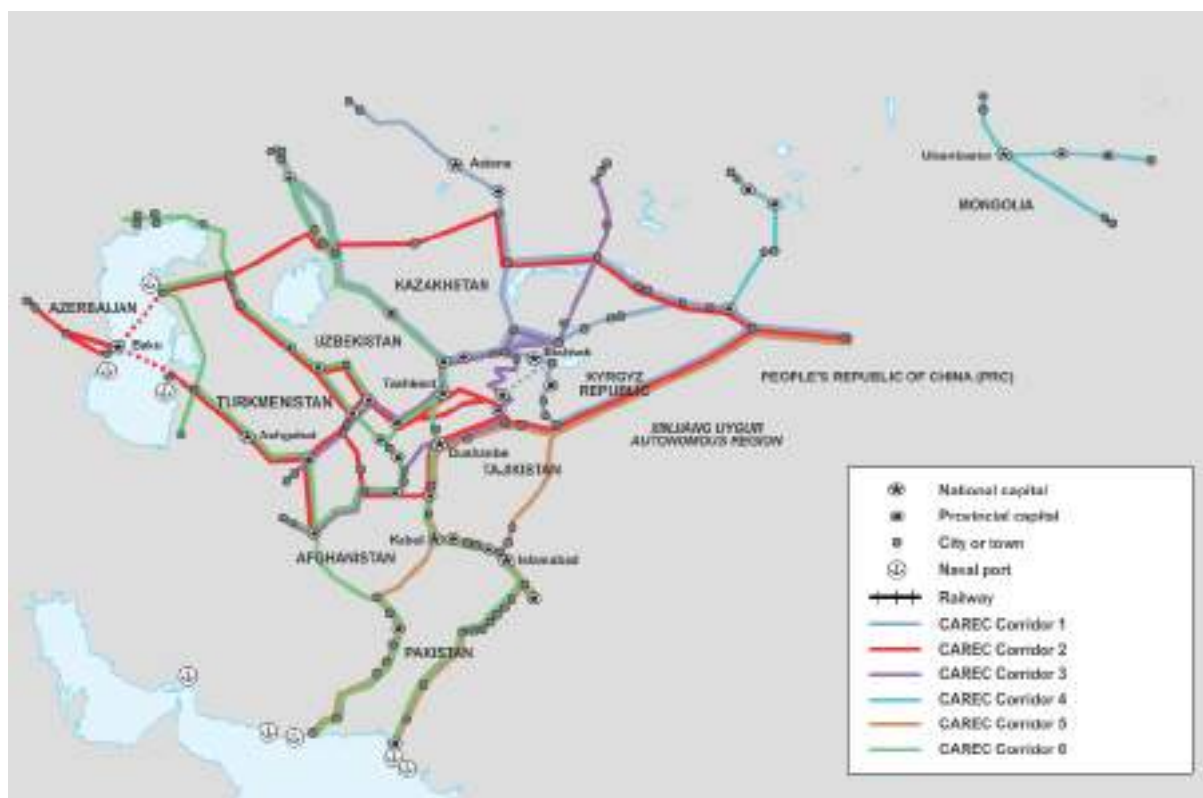 Astana
Ulaanbaatar
MONGOLIA
KAZAKHSTAN
AZERBAIJAN
Baku
UZBEKISTAN
Bishkek
Tashkent
KYRGYZ
REPUBLIC
PEOPLE'S REPUBLIC OF CHINA (PRC)
TURKMENISTAN
Ashgabat
XINJIANG UYGUR
AUTONOMOUS REGION
Dushanbe
TAJIKISTAN
Kabul
AFGHANISTAN
Islamabad
PAKISTAN
National capital
Provincial capital
City or town
Naval port
Railway
CAREC Corridor 1
CAREC Corridor 2
CAREC Corridor 3
CAREC Corridor 4
CAREC Corridor 5
CAREC Corridor 6